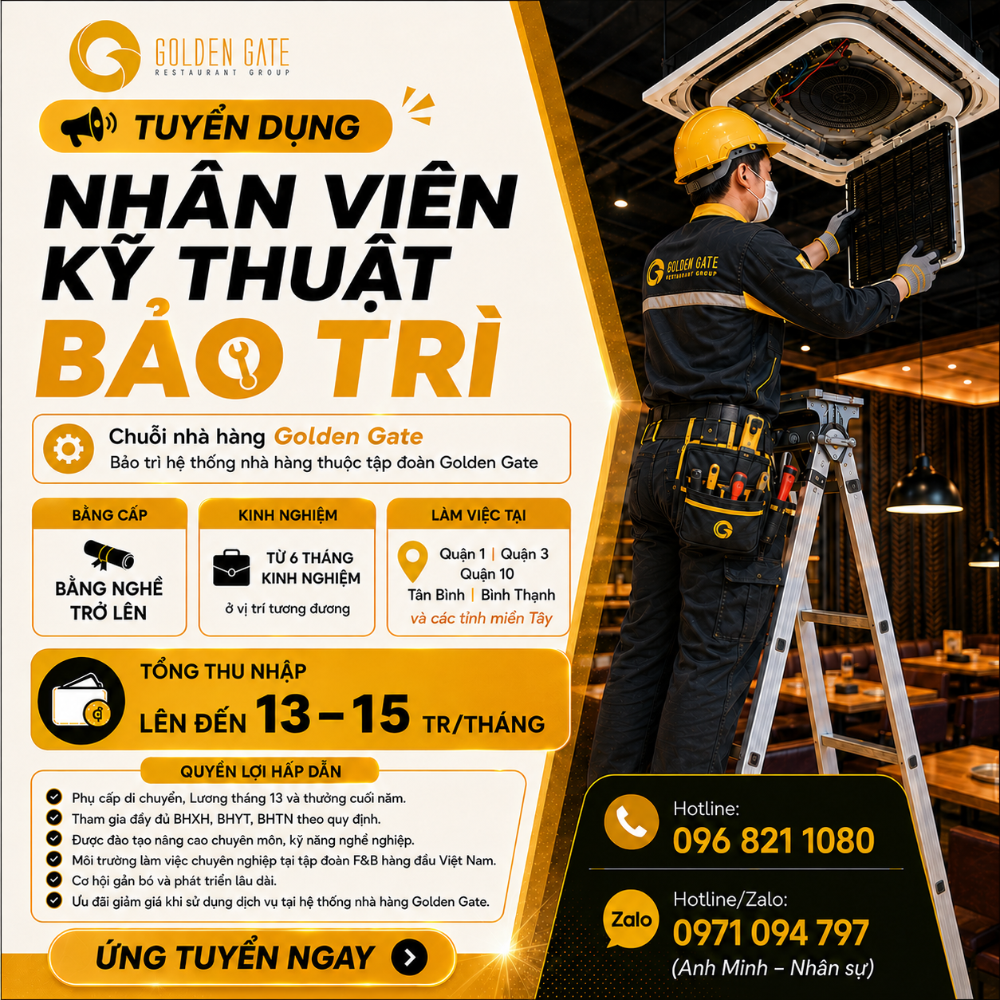 GOLDEN GATE
RESTAURANT GROUP
TUYỂN DỤNG
NHÂN VIÊN
KỸ THUẬT
BẢO TRÌ
Chuỗi nhà hàng Golden Gate
Bảo trì hệ thống nhà hàng thuộc tập đoàn Golden Gate
BẰNG CẤP
BẰNG NGHỀ
TRỞ LÊN
KINH NGHIỆM
TỪ 6 THÁNG
KINH NGHIỆM
ở vị trí tương đương
LÀM VIỆC TẠI
Quận 1 | Quận 3
Quận 10
Tân Bình | Bình Thạnh
và các tỉnh miền Tây
TỔNG THU NHẬP
LÊN ĐẾN 13 – 15 TR/THÁNG
QUYỀN LỢI HẤP DẪN
Phụ cấp di chuyển, Lương tháng 13 và thưởng cuối năm.
Tham gia đầy đủ BHXH, BHYT, BHTN theo quy định.
Được đào tạo nâng cao chuyên môn, kỹ năng nghề nghiệp.
Môi trường làm việc chuyên nghiệp tại tập đoàn F&B hàng đầu Việt Nam.
Cơ hội gắn bó và phát triển lâu dài.
Ưu đãi giảm giá khi sử dụng dịch vụ tại hệ thống nhà hàng Golden Gate.
ỨNG TUYỂN NGAY
GOLDEN GATE
RESTAURANT GROUP
Hotline:
096 821 1080
Zalo
Hotline/Zalo:
0971 094 797
(Anh Minh – Nhân sự)